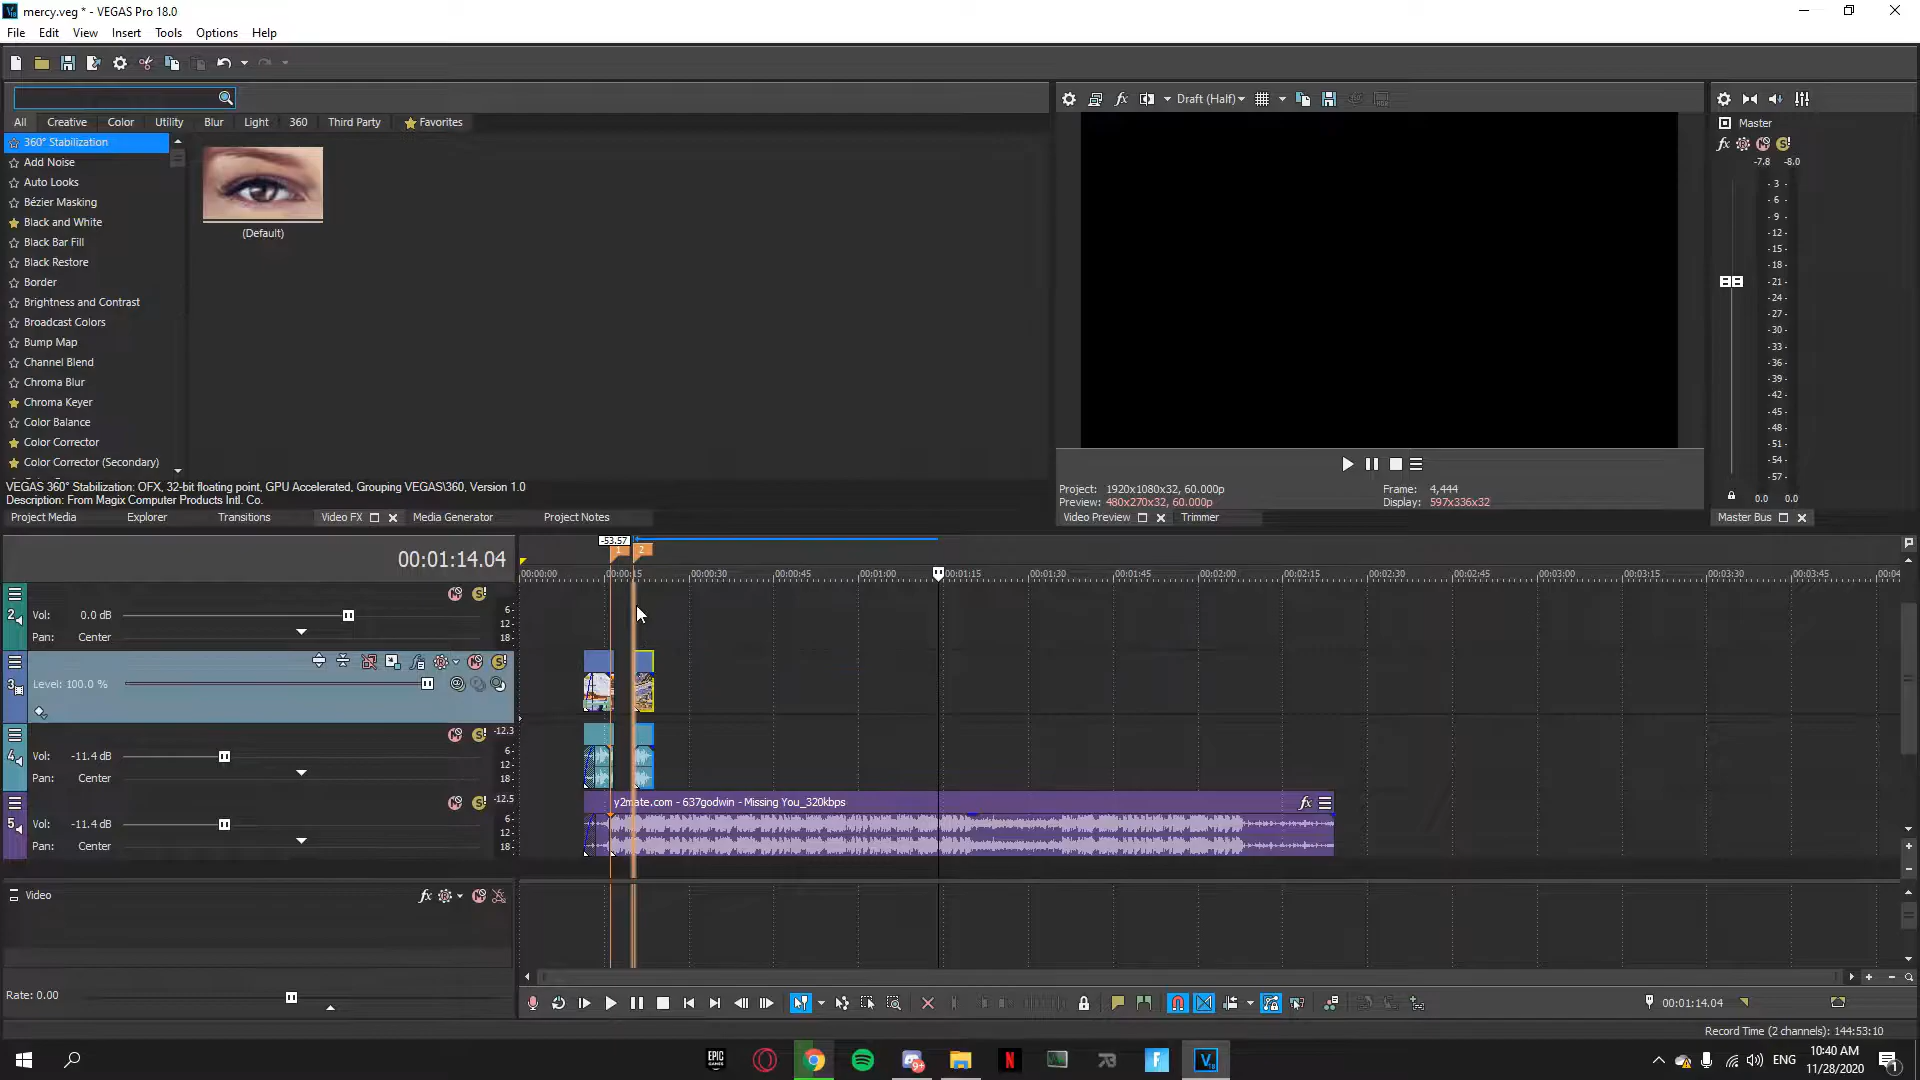 mercy.veg * - VEGAS Pro 18.0
File Edit View Insert Tools Options Help
All Creative Color Utility Blur Light 360 Third Party Favorites
360° Stabilization
Add Noise
Auto Looks
Bézier Masking
Black and White
Black Bar Fill
Black Restore
Border
Brightness and Contrast
Broadcast Colors
Bump Map
Channel Blend
Chroma Blur
Chroma Keyer
Color Balance
Color Corrector
Color Corrector (Secondary)
(Default)
VEGAS 360° Stabilization: OFX, 32-bit floating point, GPU Accelerated, Grouping VEGAS\360, Version 1.0
Description: From Magix Computer Products Intl. Co.
Project Media Explorer Transitions Video FX Media Generator Project Notes
Draft (Half)
Project: 1920x1080x32, 60.000p
Frame: 4,444
Preview: 480x270x32, 60.000p
Display: 597x336x32
Video Preview Trimmer
Master
-7.8 -8.0
- 3 -
- 6 -
- 9 -
- 12 -
- 15 -
- 18 -
- 21 -
- 24 -
- 27 -
- 30 -
- 33 -
- 36 -
- 39 -
- 42 -
- 45 -
- 48 -
- 51 -
- 54 -
- 57 -
0.0 0.0
Master Bus
00:01:14.04
-53.57
1 2
00:00:00 00:00:15 00:00:30 00:00:45 00:01:00 00:01:15 00:01:30 00:01:45 00:02:00 00:02:15 00:02:30 00:02:45 00:03:00 00:03:15 00:03:30 00:03:45 00:04
2
Vol: 0.0 dB
Pan: Center
6-
12-
18-
3
Level: 100.0 %
4
Vol: -11.4 dB
Pan: Center
-12.3
6-
12-
18-
5
Vol: -11.4 dB
Pan: Center
-12.5
6-
12-
18-
y2mate.com - 637godwin - Missing You_320kbps
fx
Video
fx
Rate: 0.00
00:01:14.04
Record Time (2 channels): 144:53:10
EPIC GAMES
N
F
V
ENG
10:40 AM
11/28/2020
1